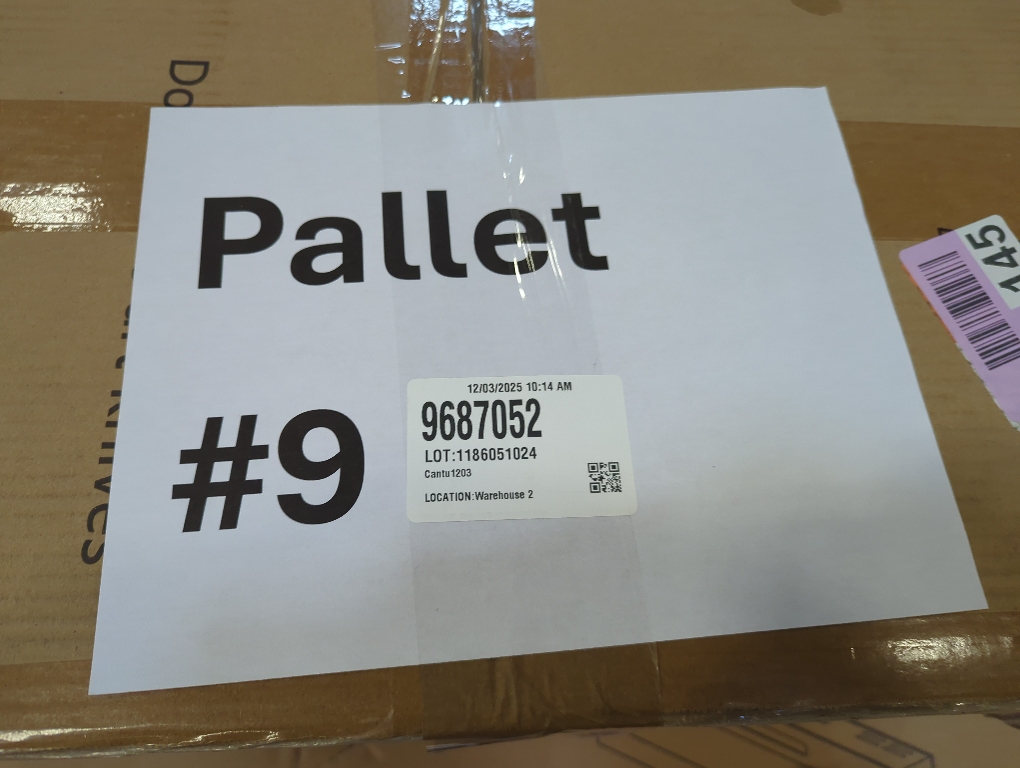 Pallet
#9
12/03/2025 10:14 AM
9687052
LOT:1186051024
Cantu1203
LOCATION:Warehouse 2
145